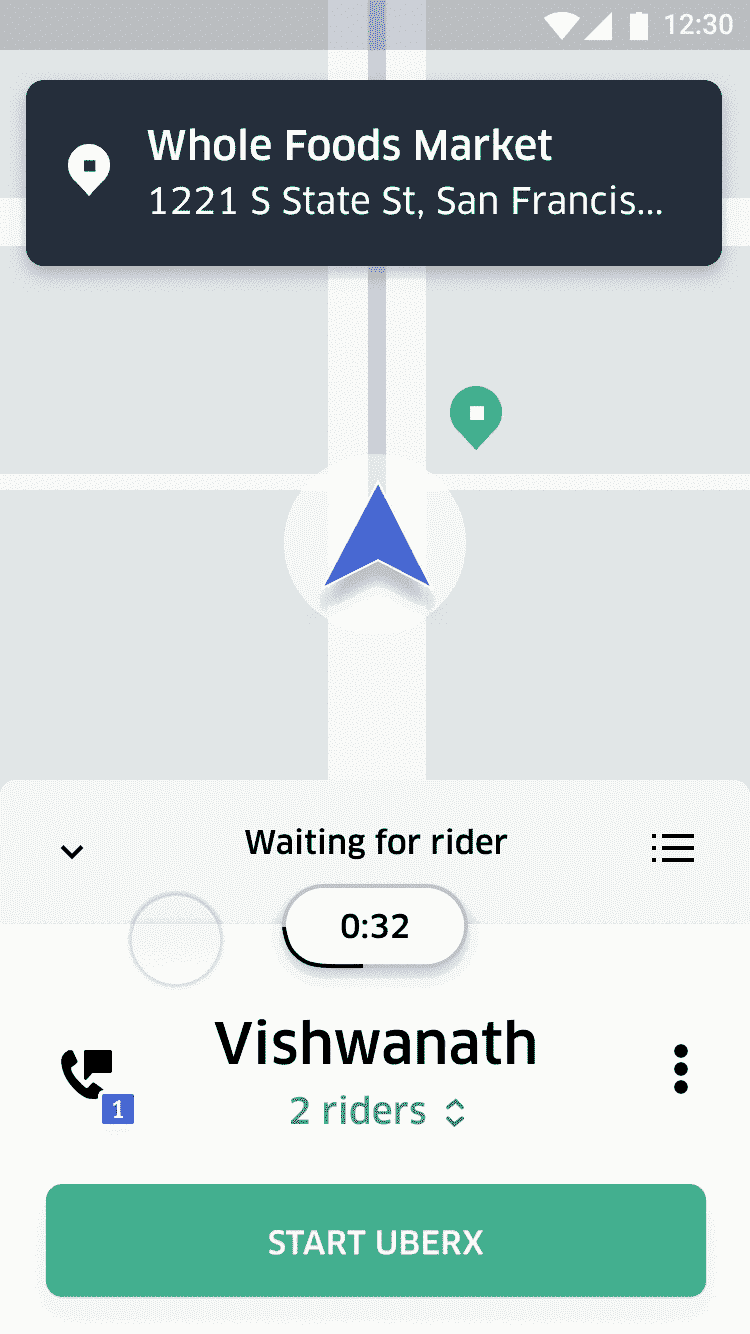 12:30
Whole Foods Market
1221 S State St, San Francis...
Waiting for rider
0:32
Vishwanath
1
2 riders
START UBERX